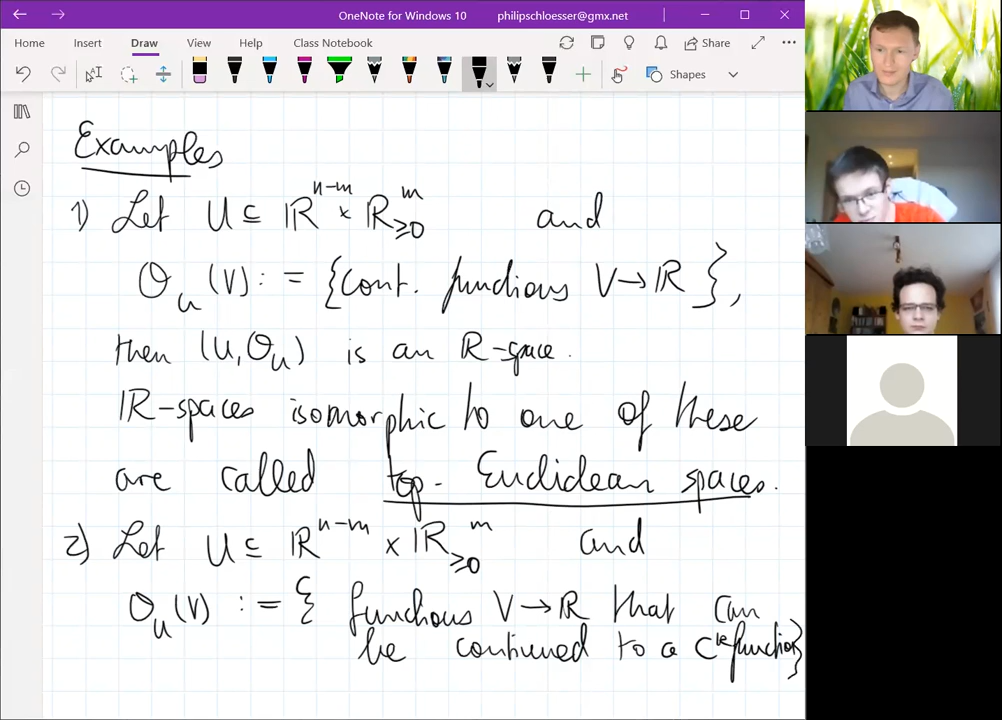 OneNote for Windows 10 philipschloesser@gmx.net
Home Insert Draw View Help Class Notebook Share
Shapes
Examples
1) Let U ⊆ ℝ^{n-m} × ℝ_{≥0}^m and
O_U(V) := {cont. functions V → ℝ},
then (U, O_U) is an ℝ-space.
ℝ-spaces isomorphic to one of these
are called top. Euclidean spaces.
2) Let U ⊆ ℝ^{n-m} × ℝ_{≥0}^m and
O_U(V) := { functions V → ℝ that can
be continued to a C^k function}